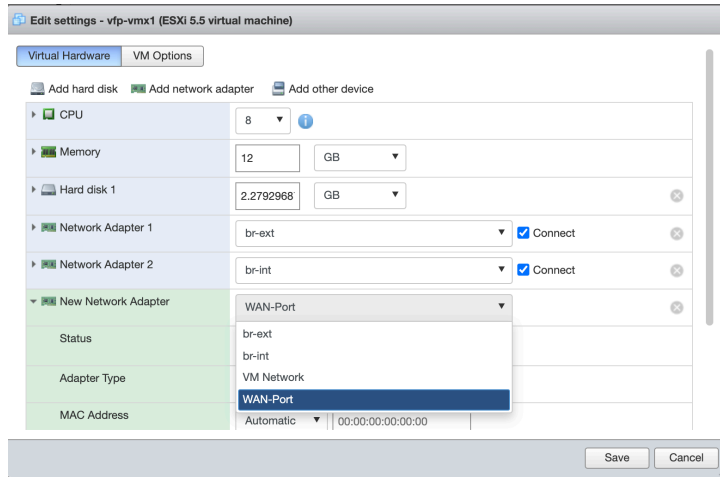 Edit settings - vfp-vmx1 (ESXi 5.5 virtual machine)
Virtual Hardware VM Options
Add hard disk Add network adapter Add other device
CPU 8
Memory 12 GB
Hard disk 1 2.2792968 GB
Network Adapter 1 br-ext Connect
Network Adapter 2 br-int Connect
New Network Adapter WAN-Port
Status br-ext
br-int
Adapter Type VM Network
WAN-Port
MAC Address Automatic 00:00:00:00:00:00
Save Cancel